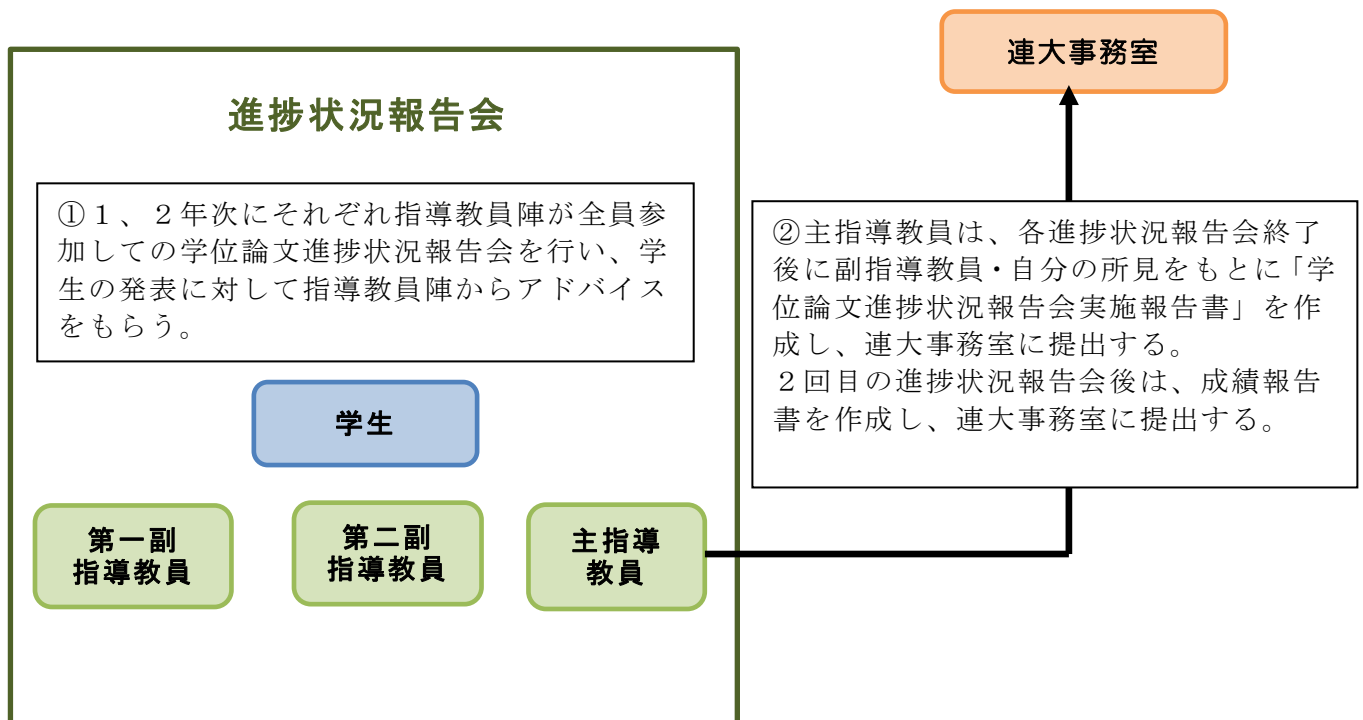 連大事務室
進捗状況報告会
①１、２年次にそれぞれ指導教員陣が全員参
加しての学位論文進捗状況報告会を行い、学
生の発表に対して指導教員陣からアドバイス
をもらう。
②主指導教員は、各進捗状況報告会終了
後に副指導教員・自分の所見をもとに「学
位論文進捗状況報告会実施報告書」を作
成し、連大事務室に提出する。
２回目の進捗状況報告会後は、成績報告
書を作成し、連大事務室に提出する。
学生
第一副
指導教員
第二副
指導教員
主指導
教員